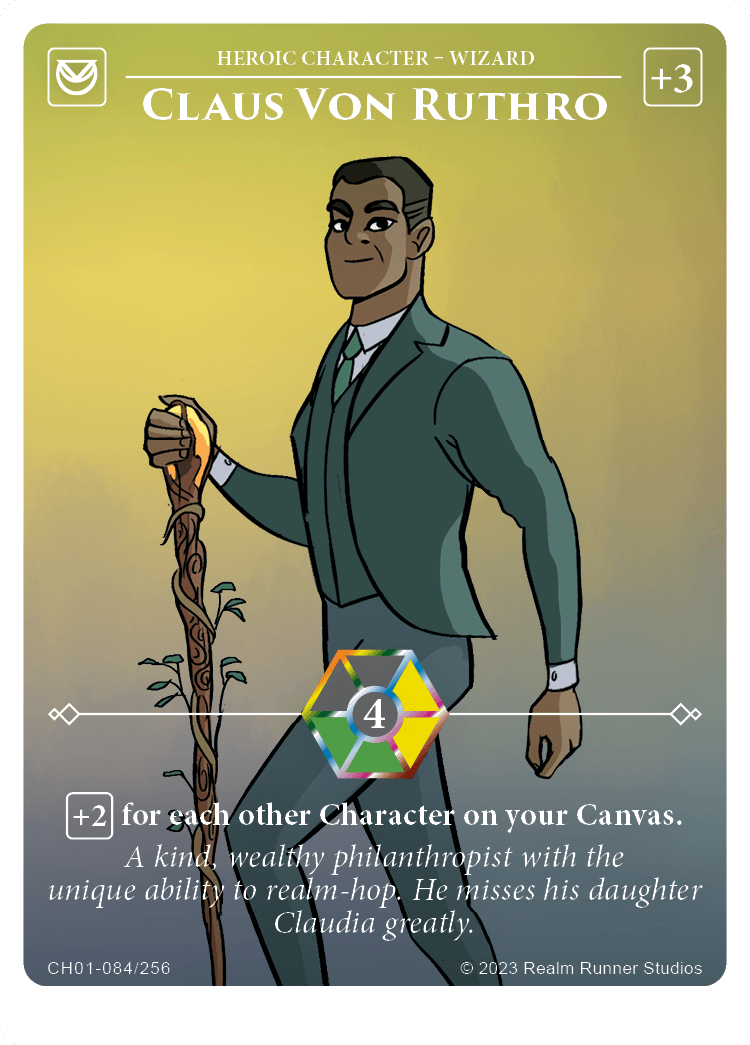 HEROIC CHARACTER – WIZARD
+3
CLAUS VON RUTHRO
4
+2 for each other Character on your Canvas.
A kind, wealthy philanthropist with the
unique ability to realm-hop. He misses his daughter
Claudia greatly.
CH01-084/256
© 2023 Realm Runner Studios